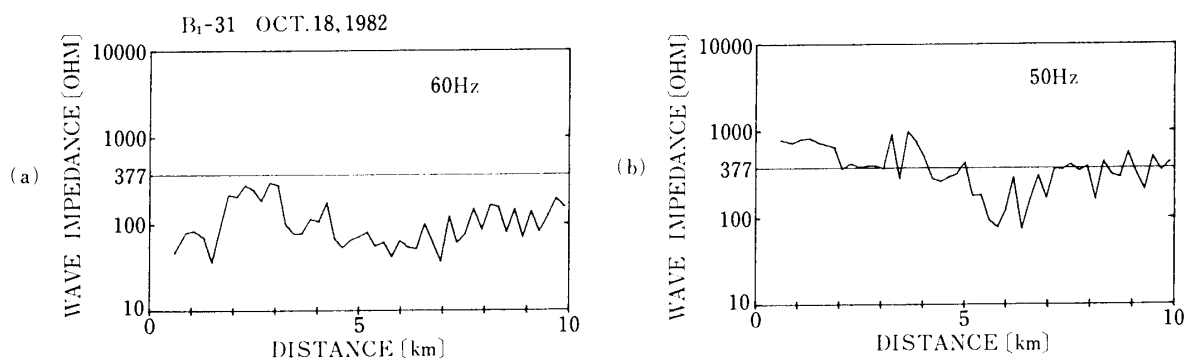 B₁-31 OCT.18,1982
(a)
WAVE IMPEDANCE [OHM]
10000
1000
377
100
10
60Hz
0
5
10
DISTANCE [km]
(b)
WAVE IMPEDANCE [OHM]
10000
1000
377
100
10
50Hz
0
5
10
DISTANCE [km]